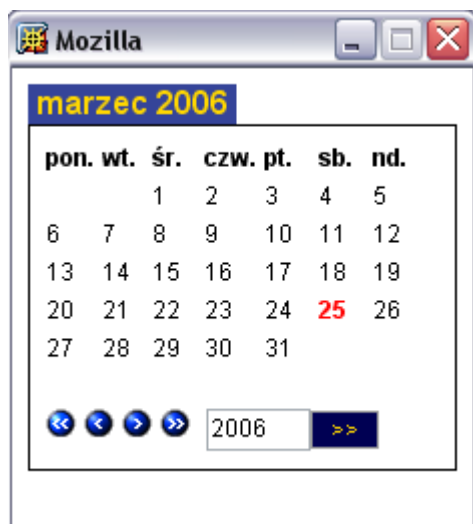 Mozilla
marzec 2006
pon. wt. śr. czw. pt. sb. nd.
1 2 3 4 5
6 7 8 9 10 11 12
13 14 15 16 17 18 19
20 21 22 23 24 25 26
27 28 29 30 31
2006 >>